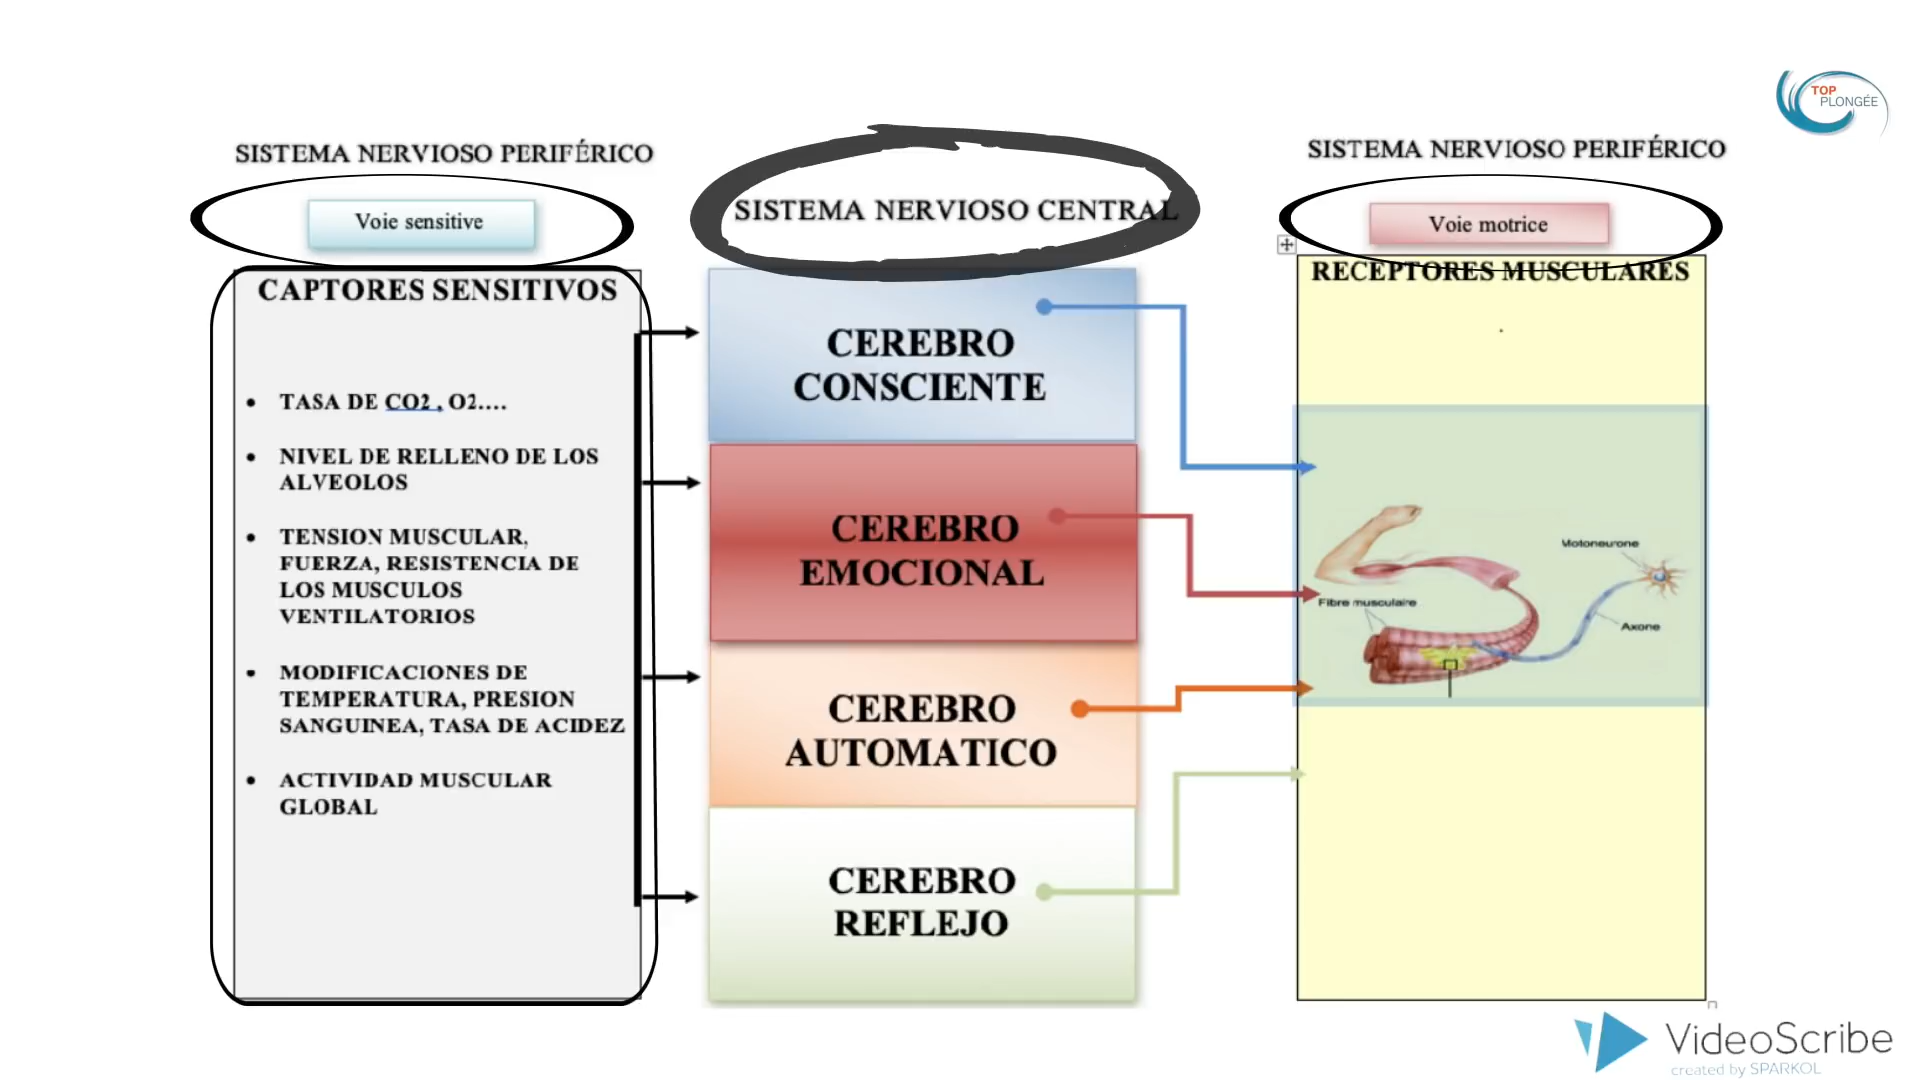 TOP
PLONGÉE
SISTEMA NERVIOSO PERIFÉRICO
Voie sensitive
CAPTORES SENSITIVOS
• TASA DE CO2 , O2....
• NIVEL DE RELLENO DE LOS
ALVEOLOS
• TENSION MUSCULAR,
FUERZA, RESISTENCIA DE
LOS MUSCULOS
VENTILATORIOS
• MODIFICACIONES DE
TEMPERATURA, PRESION
SANGUINEA, TASA DE ACIDEZ
• ACTIVIDAD MUSCULAR
GLOBAL
SISTEMA NERVIOSO CENTRAL
CEREBRO
CONSCIENTE
CEREBRO
EMOCIONAL
CEREBRO
AUTOMATICO
CEREBRO
REFLEJO
SISTEMA NERVIOSO PERIFÉRICO
Voie motrice
RECEPTORES MUSCULARES
Motoneurone
Fibre musculaire
Axone
VideoScribe
created by SPARKOL